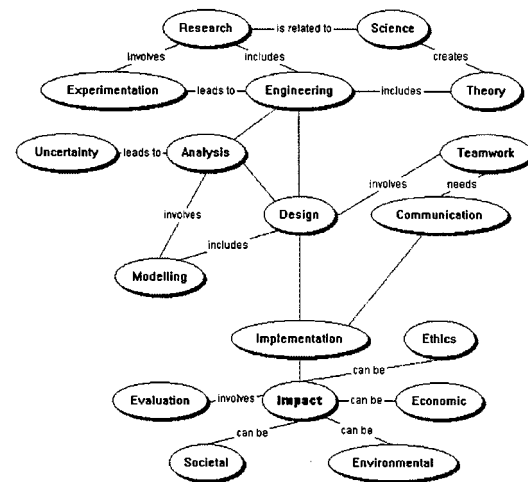 Research is related to Science
involves includes creates
Experimentation leads to Engineering includes Theory
Uncertainty leads to Analysis Teamwork
involves needs
involves Design Communication
includes
Modelling
Implementation Ethics
can be
Evaluation involves Impact can be Economic
can be can be
Societal Environmental